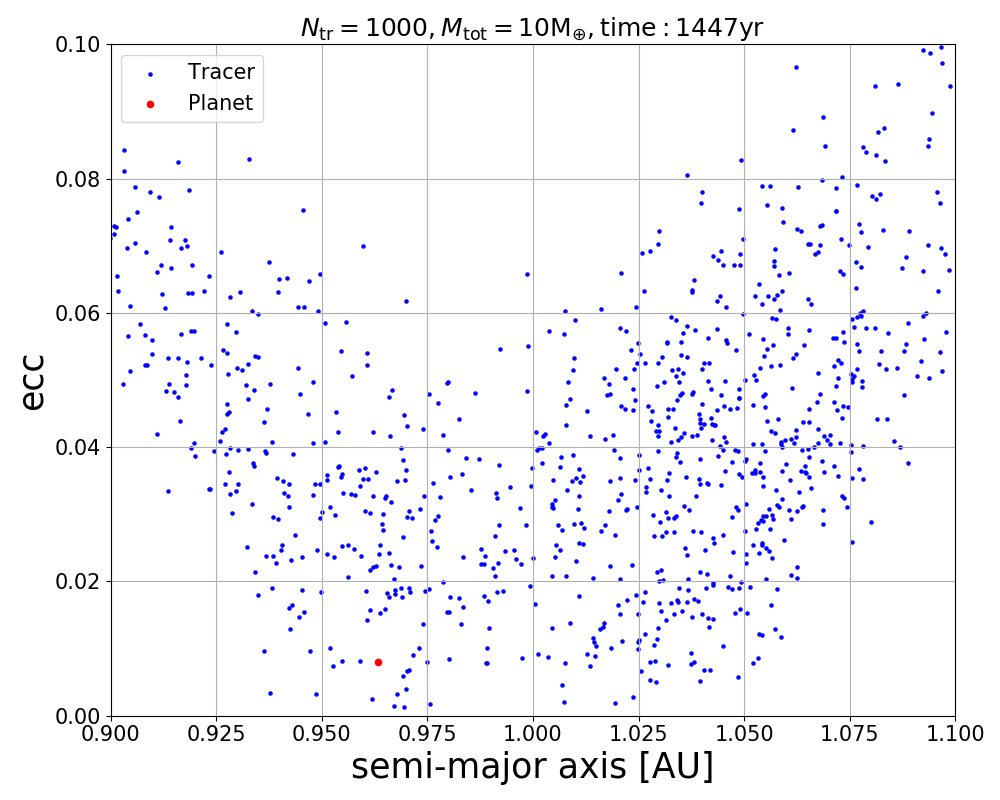 N_tr = 1000, M_tot = 10M_⊕, time : 1447yr
Tracer
Planet
ecc
0.10
0.08
0.06
0.04
0.02
0.00
0.900 0.925 0.950 0.975 1.000 1.025 1.050 1.075 1.100
semi-major axis [AU]